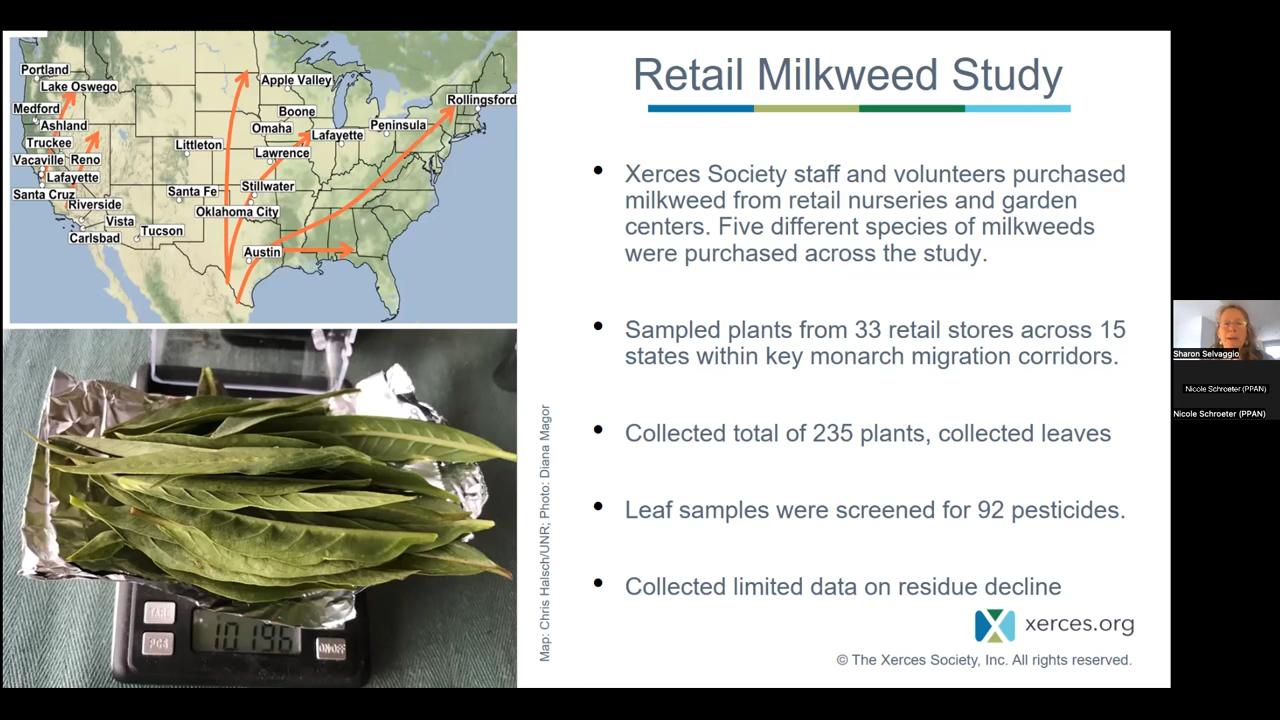 Portland
Lake Oswego
Medford
Ashland
Truckee
Vacaville
Reno
Lafayette
Santa Cruz
Riverside
Vista
Carlsbad
Tucson
Apple Valley
Boone
Omaha
Lafayette
Peninsula
Rollingsford
Littleton
Lawrence
Santa Fe
Stillwater
Oklahoma City
Austin
TARE
PCS
10196
ON-OFF
Map: Chris Halsch/UNR; Photo: Diana Magor
Retail Milkweed Study
• Xerces Society staff and volunteers purchased
milkweed from retail nurseries and garden
centers. Five different species of milkweeds
were purchased across the study.
• Sampled plants from 33 retail stores across 15
states within key monarch migration corridors.
• Collected total of 235 plants, collected leaves
• Leaf samples were screened for 92 pesticides.
• Collected limited data on residue decline
xerces.org
© The Xerces Society, Inc. All rights reserved.
Sharon Selvaggio
Nicole Schroeter (PPAN)
Nicole Schroeter (PPAN)